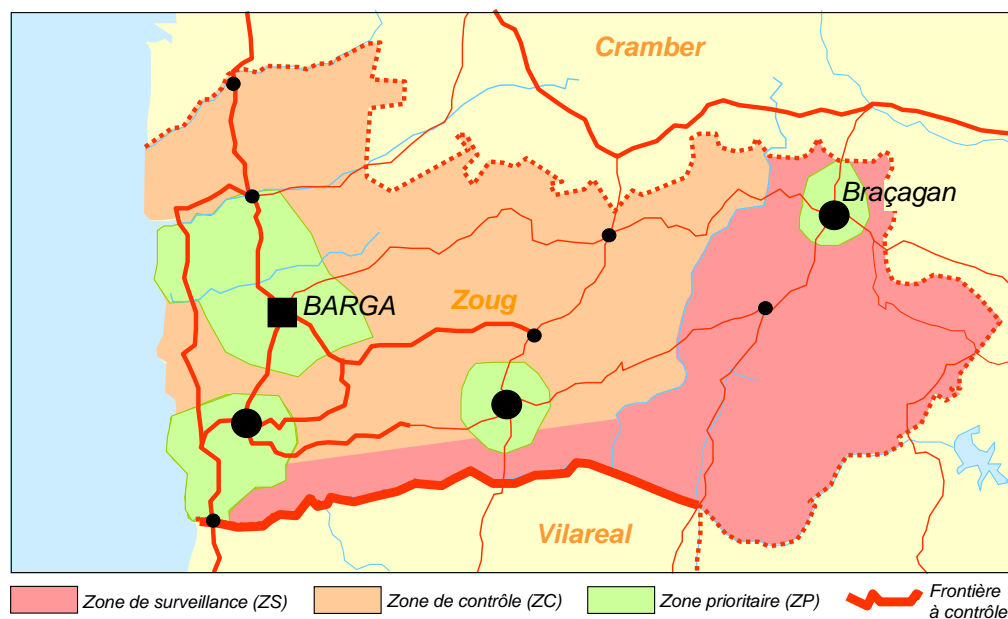 Cramber
Braçagan
BARGA
Zoug
Vilareal
Zone de surveillance (ZS)
Zone de contrôle (ZC)
Zone prioritaire (ZP)
Frontière
à contrôle